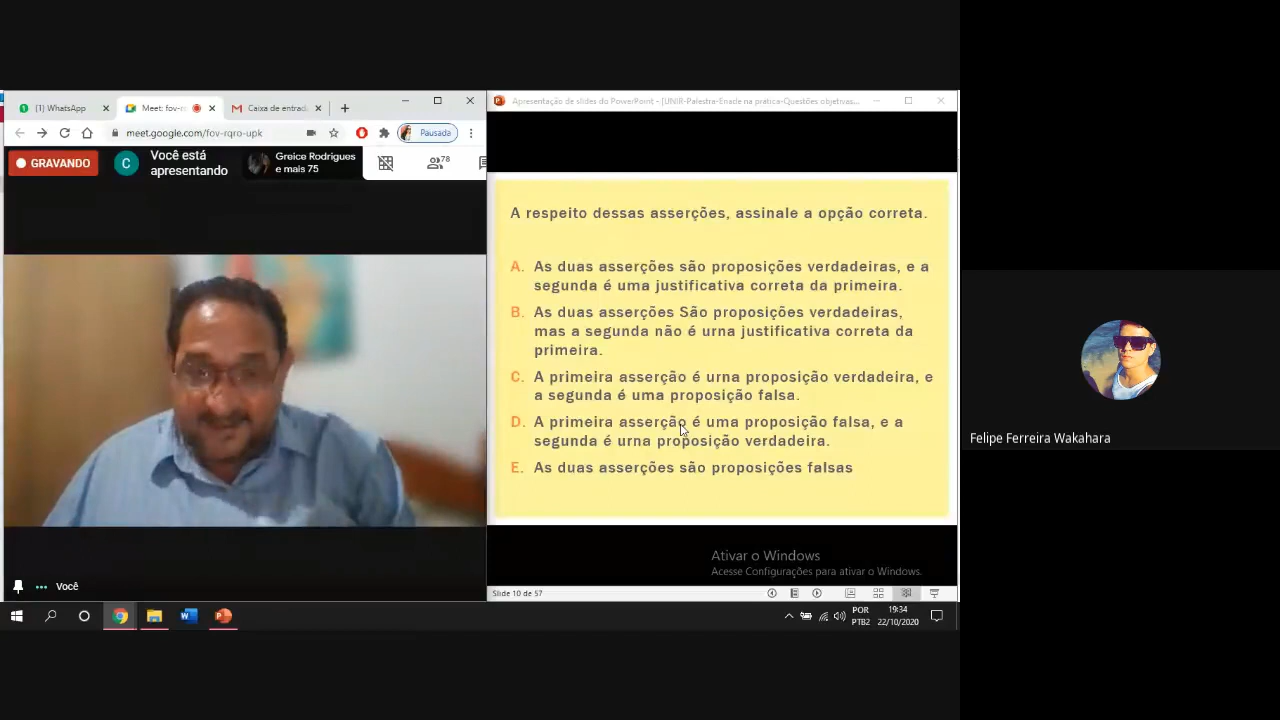 [1] WhatsApp
Meet: fov-r
Caixa de entrad
Apresentação de slides do PowerPoint - [UNIR-Palestra-Enade na prática-Questões objetivas...
meet.google.com/fov-rqro-upk
Pausada
GRAVANDO
C
Você está
apresentando
Greice Rodrigues
e mais 75
78
A respeito dessas asserções, assinale a opção correta.
A. As duas asserções são proposições verdadeiras, e a
segunda é uma justificativa correta da primeira.
B. As duas asserções São proposições verdadeiras,
mas a segunda não é urna justificativa correta da
primeira.
C. A primeira asserção é urna proposição verdadeira, e
a segunda é uma proposição falsa.
D. A primeira asserção é uma proposição falsa, e a
segunda é urna proposição verdadeira.
E. As duas asserções são proposições falsas
Felipe Ferreira Wakahara
Ativar o Windows
Acesse Configurações para ativar o Windows.
Você
Slide 10 de 57
POR
PTB2
19:34
22/10/2020